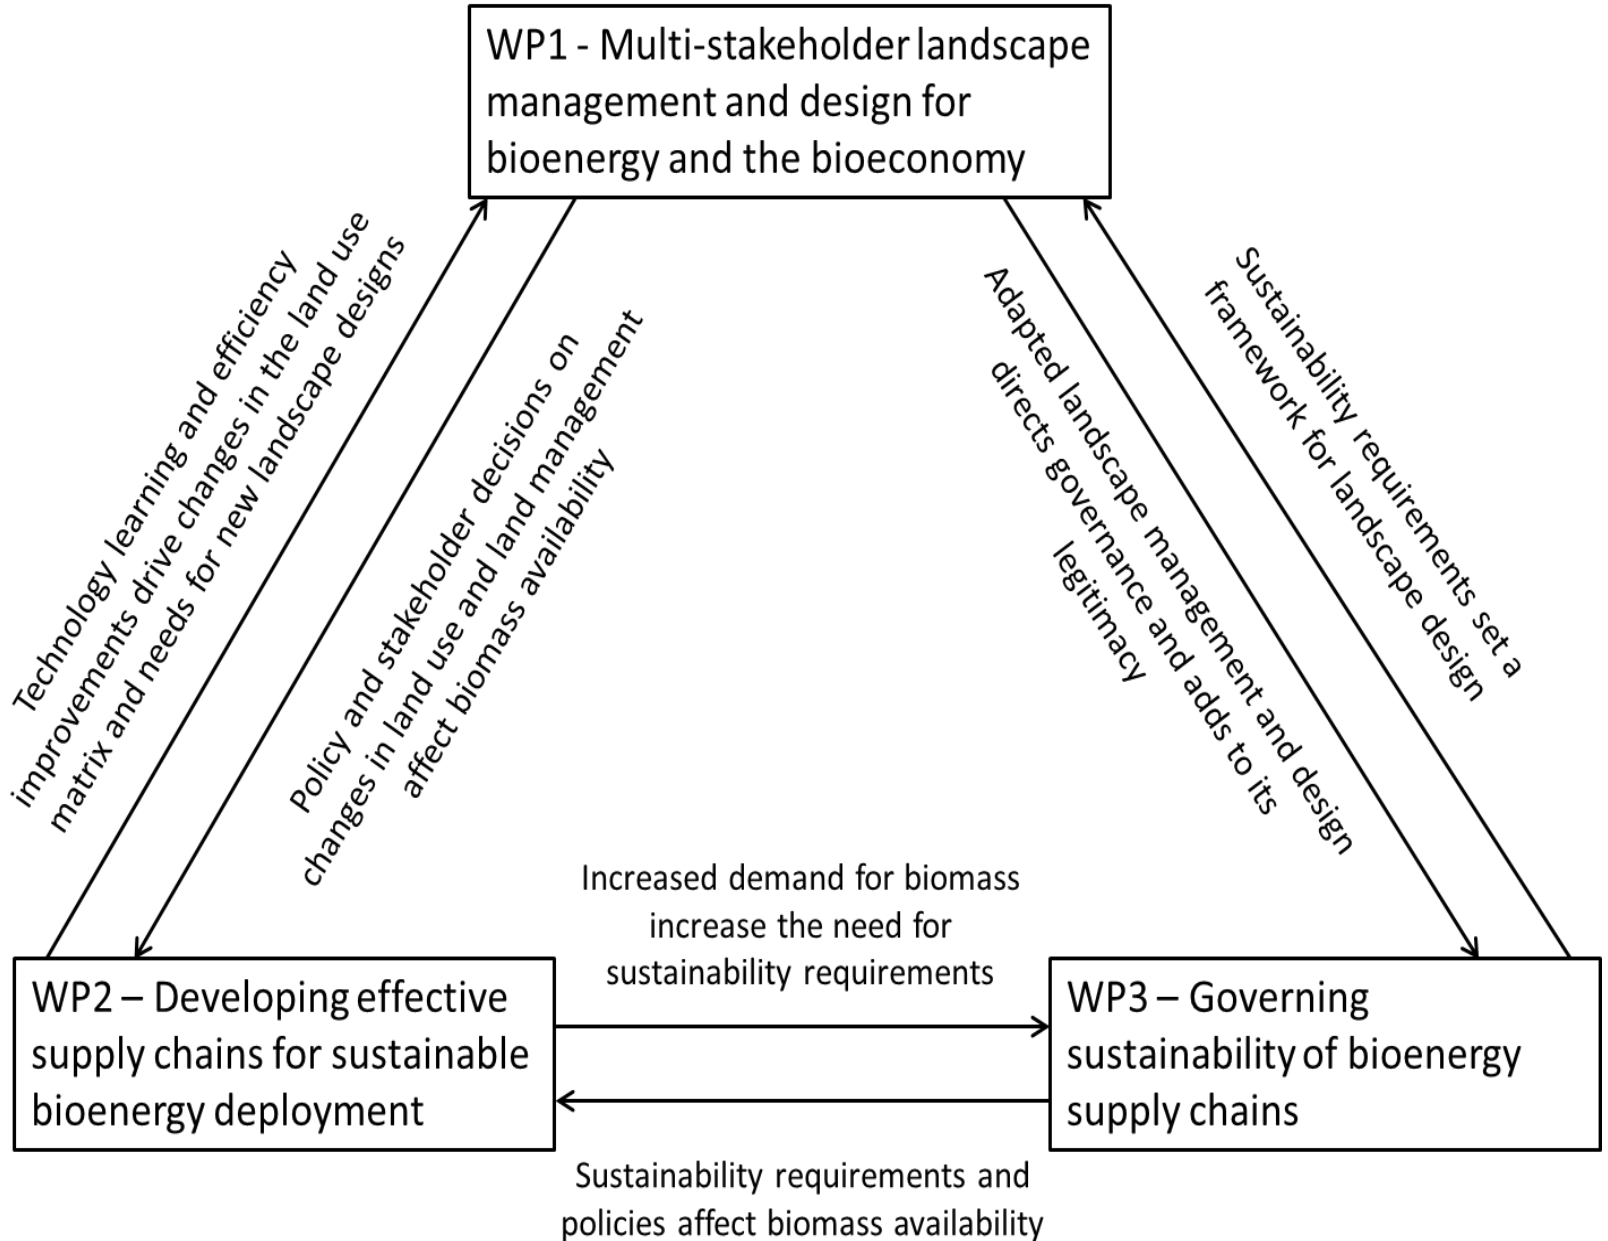 WP1 - Multi-stakeholder landscape
management and design for
bioenergy and the bioeconomy
Technology learning and efficiency
improvements drive changes in the land use
matrix and needs for new landscape designs
Policy and stakeholder decisions on
changes in land use and land management
affect biomass availability
Adapted landscape management and design
directs governance and adds to its
legitimacy
Sustainability requirements set a
framework for landscape design
Increased demand for biomass
increase the need for
sustainability requirements
WP2 – Developing effective
supply chains for sustainable
bioenergy deployment
WP3 – Governing
sustainability of bioenergy
supply chains
Sustainability requirements and
policies affect biomass availability